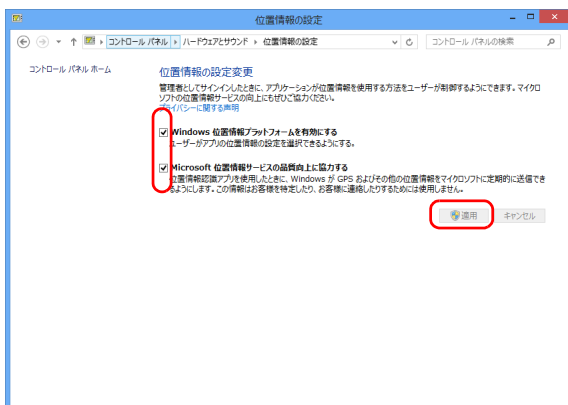 位置情報の設定
コントロール パネル ▸ ハードウェアとサウンド ▸ 位置情報の設定
コントロール パネルの検索
コントロール パネル ホーム
位置情報の設定変更
管理者としてサインインしたときに、アプリケーションが位置情報を使用する方法をユーザーが制御するようにできます。マイクロ
ソフトの位置情報サービスの向上にもぜひご協力ください。
プライバシーに関する声明
Windows 位置情報プラットフォームを有効にする
ユーザーがアプリの位置情報の設定を選択できるようにする。
Microsoft 位置情報サービスの品質向上に協力する
位置情報認識アプリを使用したときに、Windows が GPS およびその他の位置情報をマイクロソフトに定期的に送信でき
るようにします。この情報はお客様を特定したり、お客様に連絡したりするためには使用しません。
適用
キャンセル